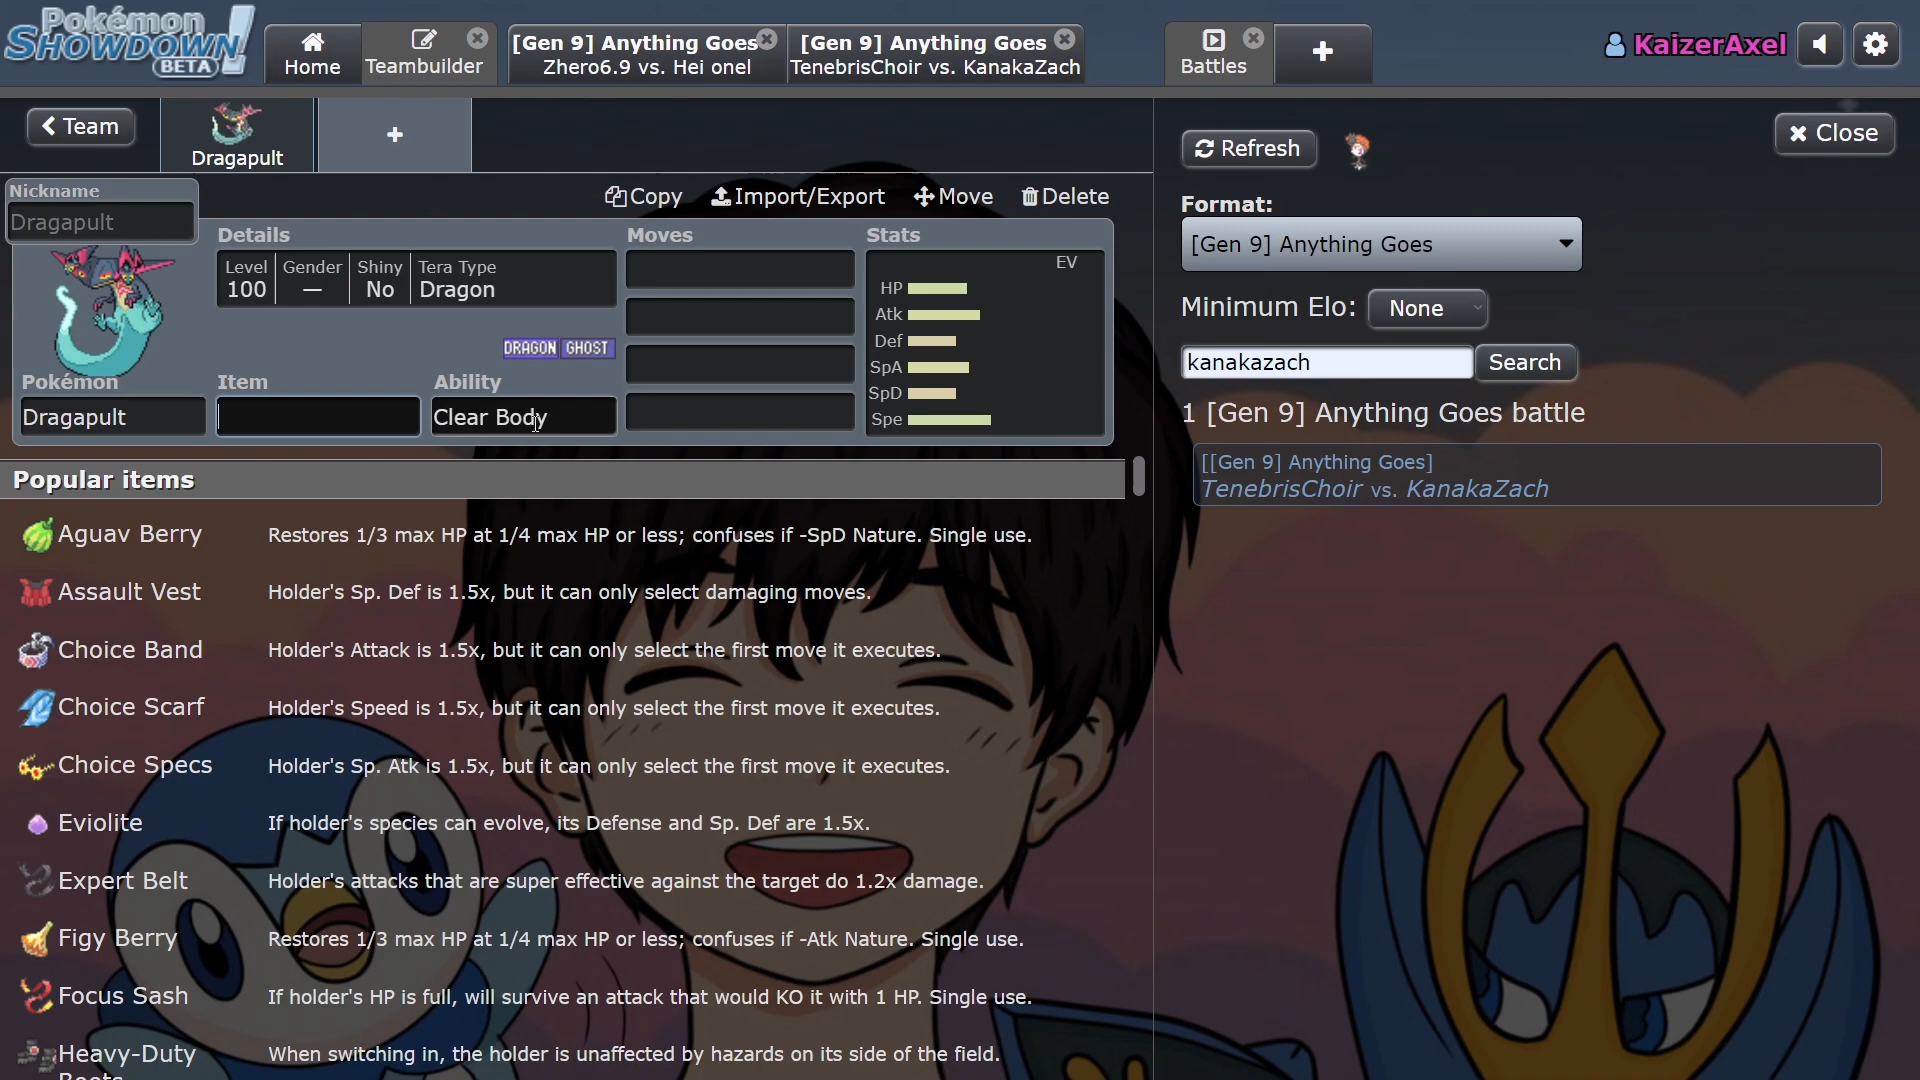 Pokémon
SHOWDOWN!
BETA
Home
Teambuilder
[Gen 9] Anything Goes
Zhero6.9 vs. Hei onel
[Gen 9] Anything Goes
TenebrisChoir vs. KanakaZach
Battles
KaizerAxel
Team
Dragapult
Nickname
Dragapult
Copy
Import/Export
Move
Delete
Details
Level
100
Gender
—
Shiny
No
Tera Type
Dragon
DRAGON GHOST
Pokémon
Dragapult
Item
Ability
Clear Body
Moves
Stats
EV
HP
Atk
Def
SpA
SpD
Spe
Popular items
Aguav Berry Restores 1/3 max HP at 1/4 max HP or less; confuses if -SpD Nature. Single use.
Assault Vest Holder's Sp. Def is 1.5x, but it can only select damaging moves.
Choice Band Holder's Attack is 1.5x, but it can only select the first move it executes.
Choice Scarf Holder's Speed is 1.5x, but it can only select the first move it executes.
Choice Specs Holder's Sp. Atk is 1.5x, but it can only select the first move it executes.
Eviolite If holder's species can evolve, its Defense and Sp. Def are 1.5x.
Expert Belt Holder's attacks that are super effective against the target do 1.2x damage.
Figy Berry Restores 1/3 max HP at 1/4 max HP or less; confuses if -Atk Nature. Single use.
Focus Sash If holder's HP is full, will survive an attack that would KO it with 1 HP. Single use.
Heavy-Duty When switching in, the holder is unaffected by hazards on its side of the field.
Boots
Refresh
Close
Format:
[Gen 9] Anything Goes
Minimum Elo: None
kanakazach
Search
1 [Gen 9] Anything Goes battle
[[Gen 9] Anything Goes]
TenebrisChoir vs. KanakaZach